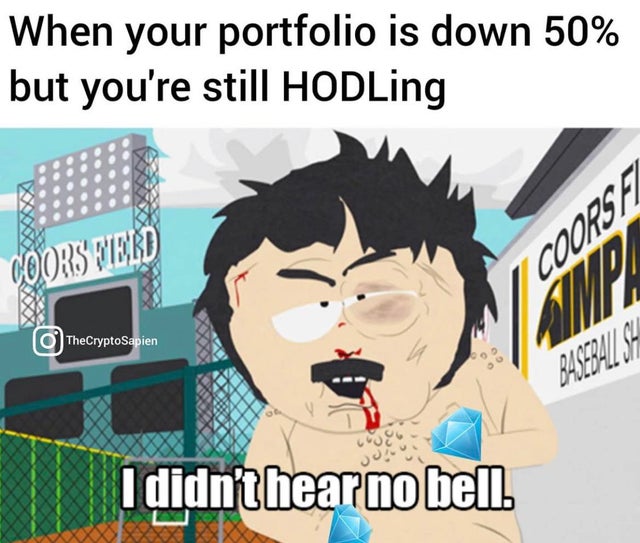 When your portfolio is down 50%
but you're still HODLing
COORS FIELD
COORS FI
IMPA
BASEBALL SH
TheCryptoSapien
I didn't hear no bell.